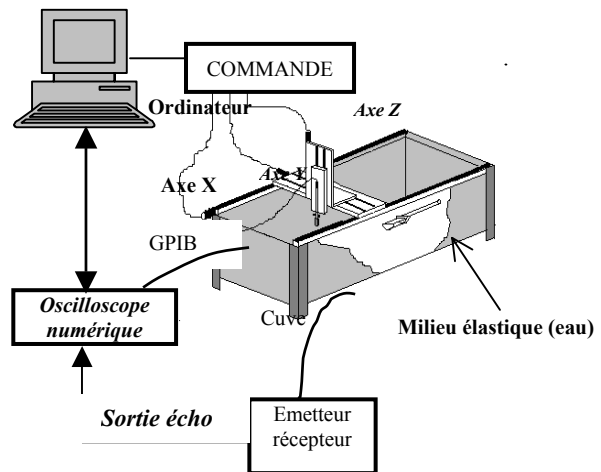 COMMANDE
Ordinateur
Axe Z
Axe Y
Axe X
GPIB
Oscilloscope
numérique
Cuve
Milieu élastique (eau)
Sortie écho
Emetteur
récepteur